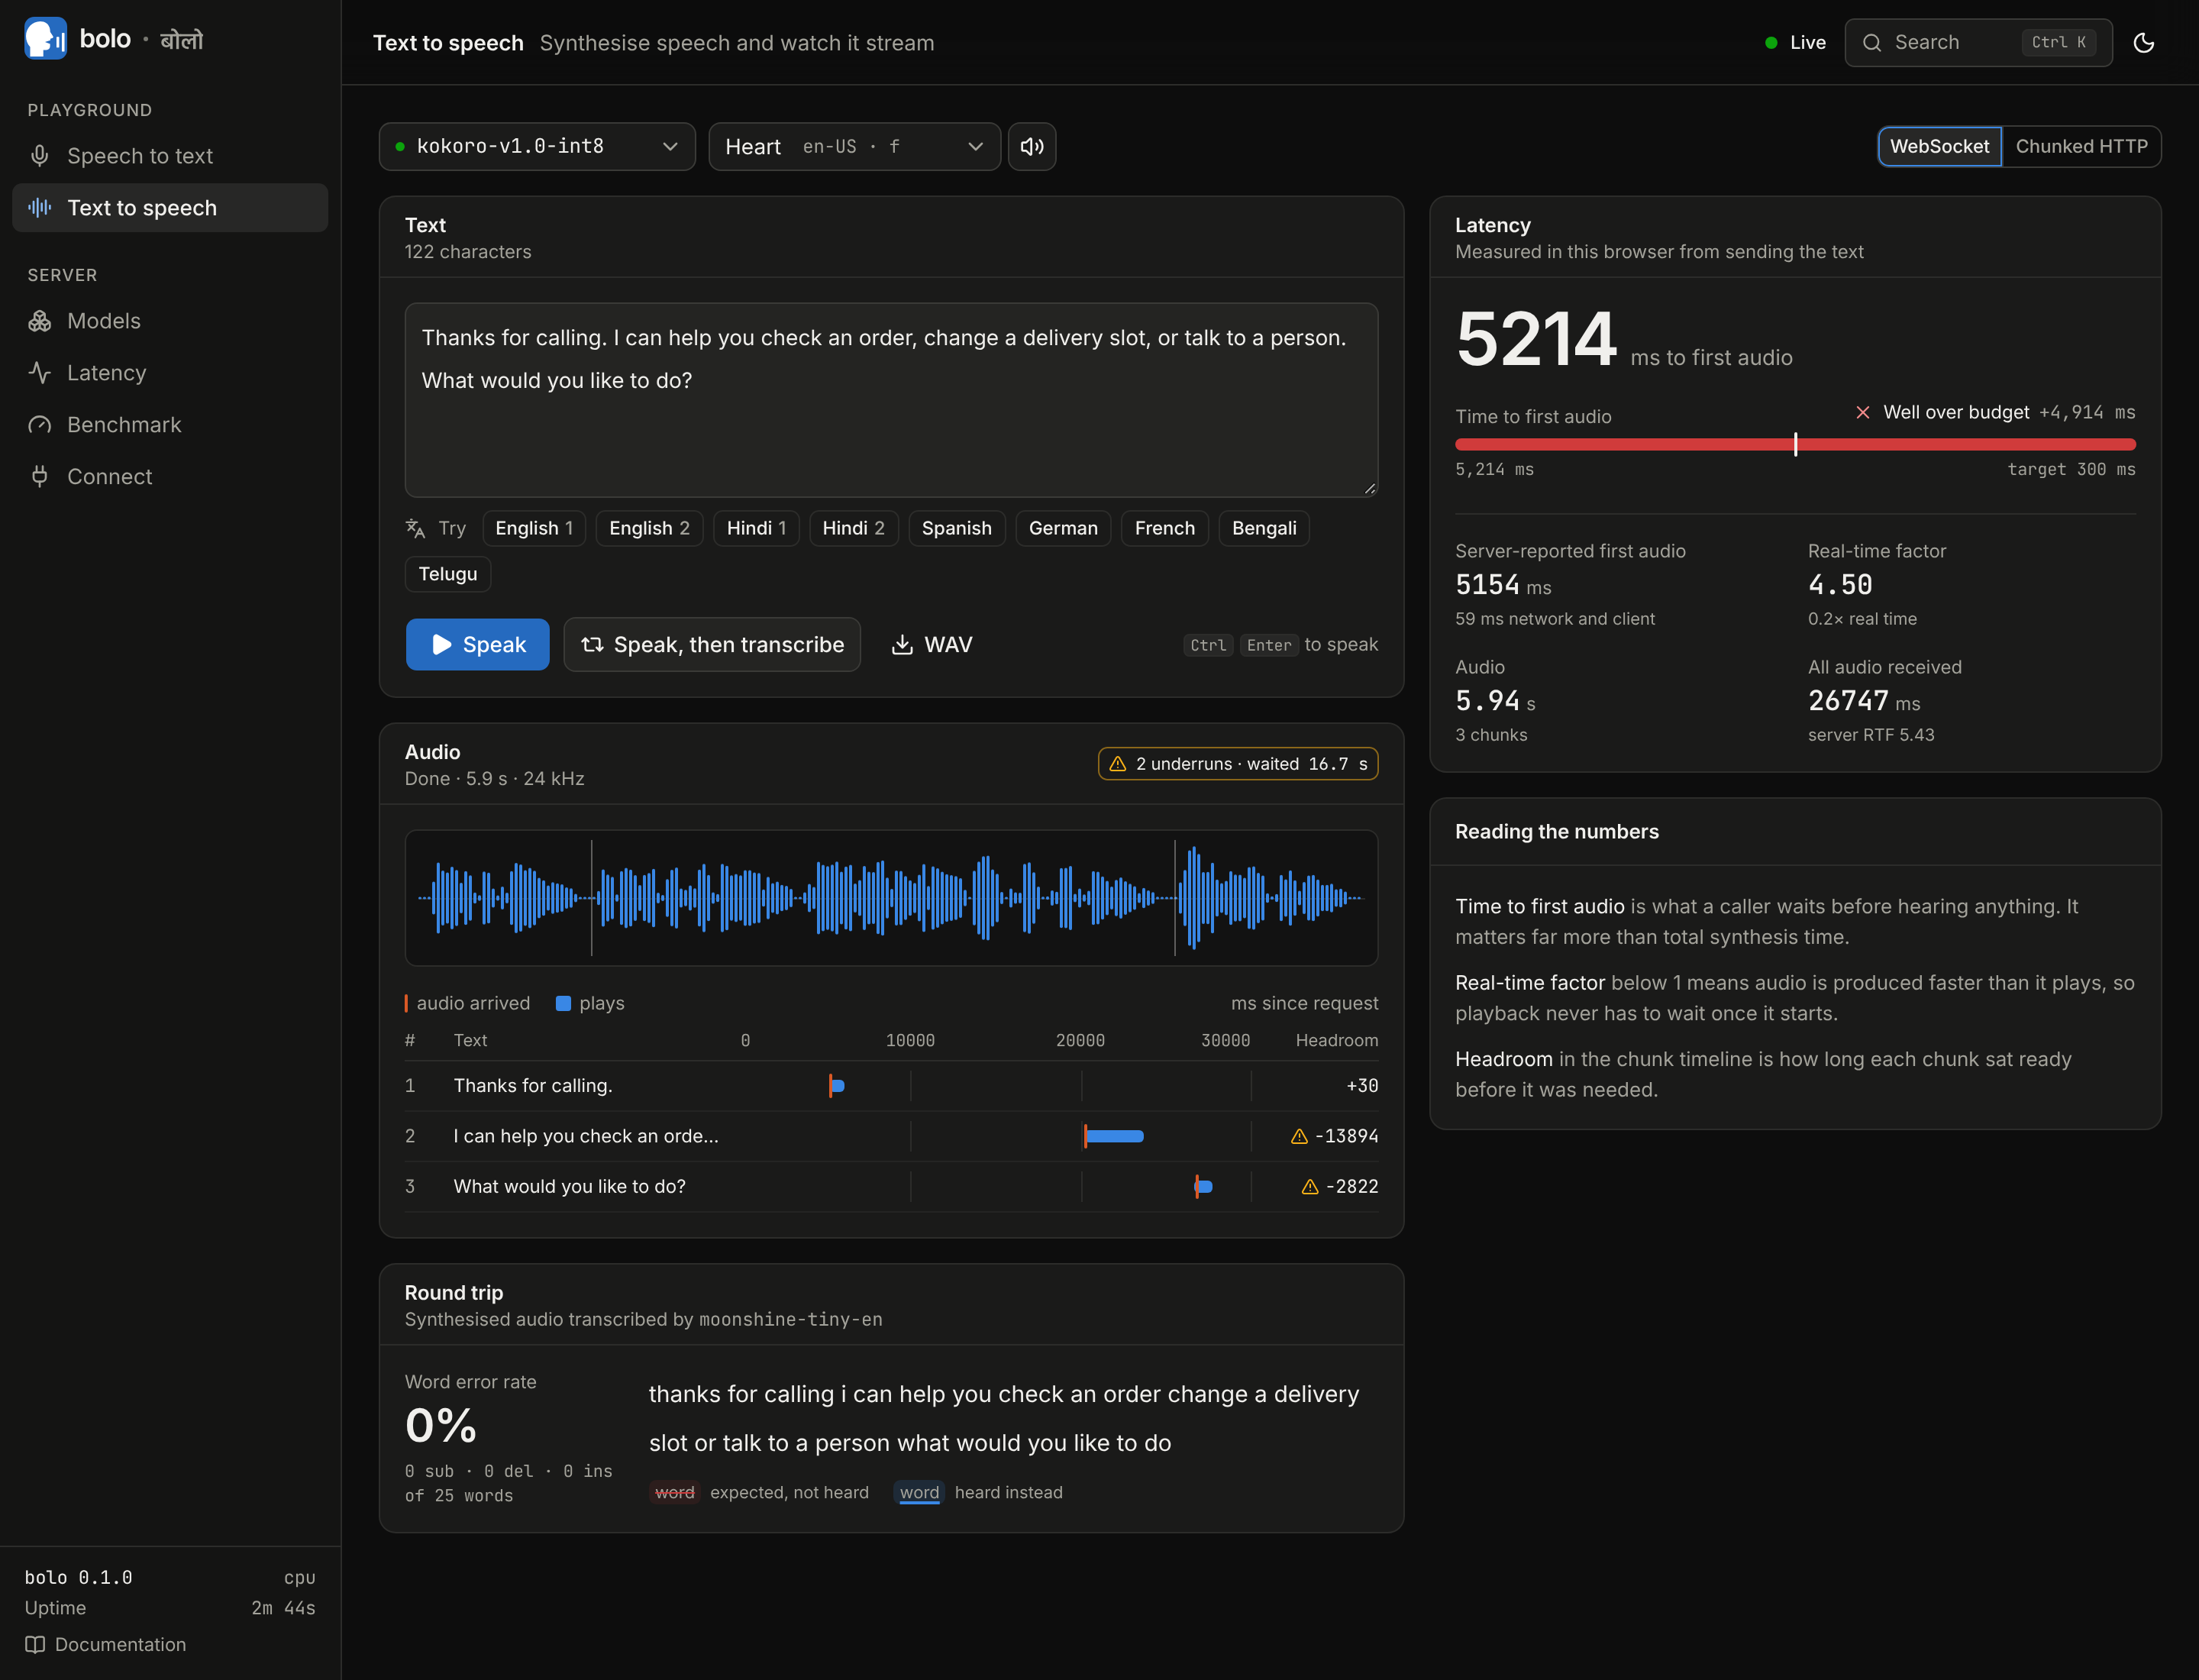 bolo · बोलो
PLAYGROUND
Speech to text
Text to speech
SERVER
Models
Latency
Benchmark
Connect
bolo 0.1.0 cpu
Uptime 2m 44s
Documentation
Text to speech Synthesise speech and watch it stream
Live
Search Ctrl K
kokoro-v1.0-int8
Heart en-US · f
WebSocket Chunked HTTP
Text
122 characters
Thanks for calling. I can help you check an order, change a delivery slot, or talk to a person.
What would you like to do?
Try English 1 English 2 Hindi 1 Hindi 2 Spanish German French Bengali
Telugu
Speak Speak, then transcribe WAV Ctrl Enter to speak
Audio
Done · 5.9 s · 24 kHz
2 underruns · waited 16.7 s
audio arrived plays ms since request
# Text 0 10000 20000 30000 Headroom
1 Thanks for calling. +30
2 I can help you check an orde... -13894
3 What would you like to do? -2822
Round trip
Synthesised audio transcribed by moonshine-tiny-en
Word error rate
0%
0 sub · 0 del · 0 ins
of 25 words
thanks for calling i can help you check an order change a delivery
slot or talk to a person what would you like to do
word expected, not heard word heard instead
Latency
Measured in this browser from sending the text
5214 ms to first audio
Time to first audio Well over budget +4,914 ms
5,214 ms target 300 ms
Server-reported first audio Real-time factor
5154 ms 4.50
59 ms network and client 0.2× real time
Audio All audio received
5.94 s 26747 ms
3 chunks server RTF 5.43
Reading the numbers
Time to first audio is what a caller waits before hearing anything. It
matters far more than total synthesis time.
Real-time factor below 1 means audio is produced faster than it plays, so
playback never has to wait once it starts.
Headroom in the chunk timeline is how long each chunk sat ready
before it was needed.